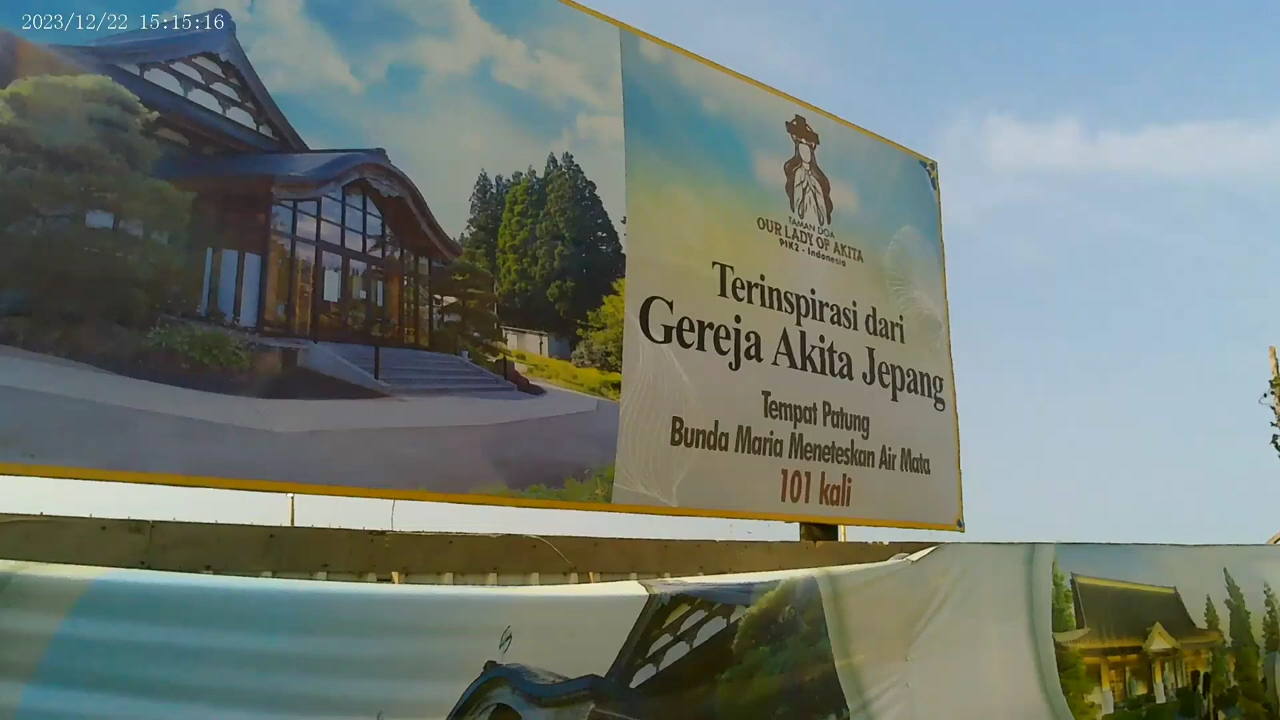 2023/12/22 15:15:16
TAMAN DOA
OUR LADY OF AKITA
PIK2 - Indonesia
Terinspirasi dari
Gereja Akita Jepang
Tempat Patung
Bunda Maria Meneteskan Air Mata
101 kali